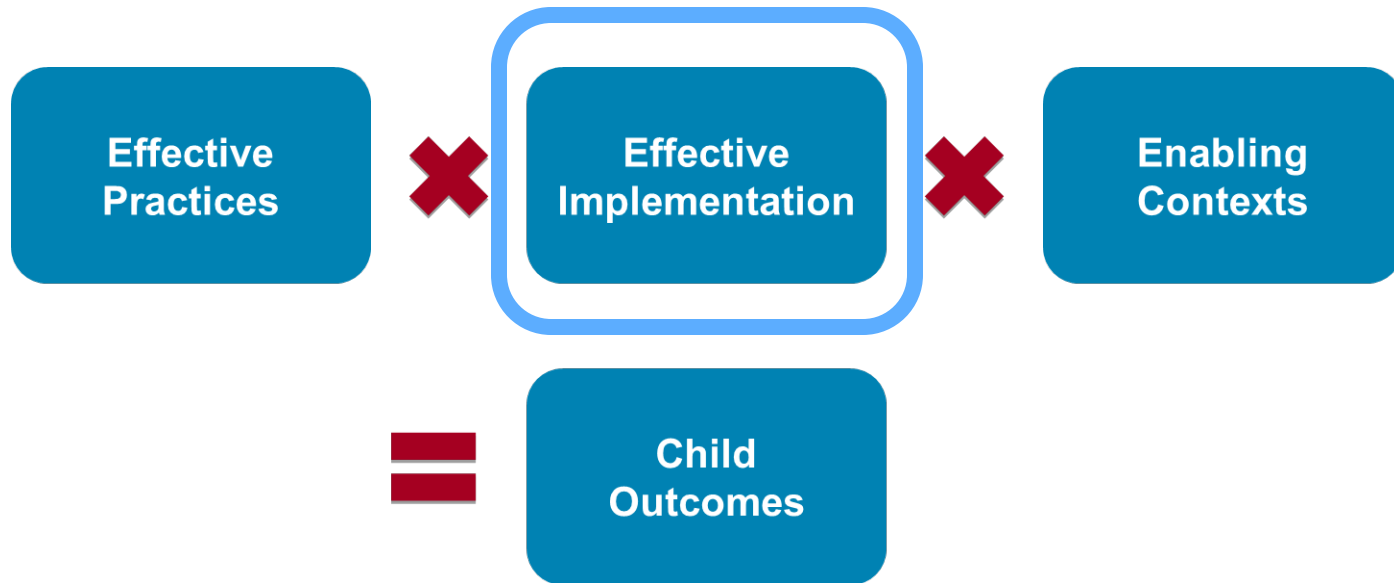 Effective
Practices
Effective
Implementation
Enabling
Contexts
Child
Outcomes